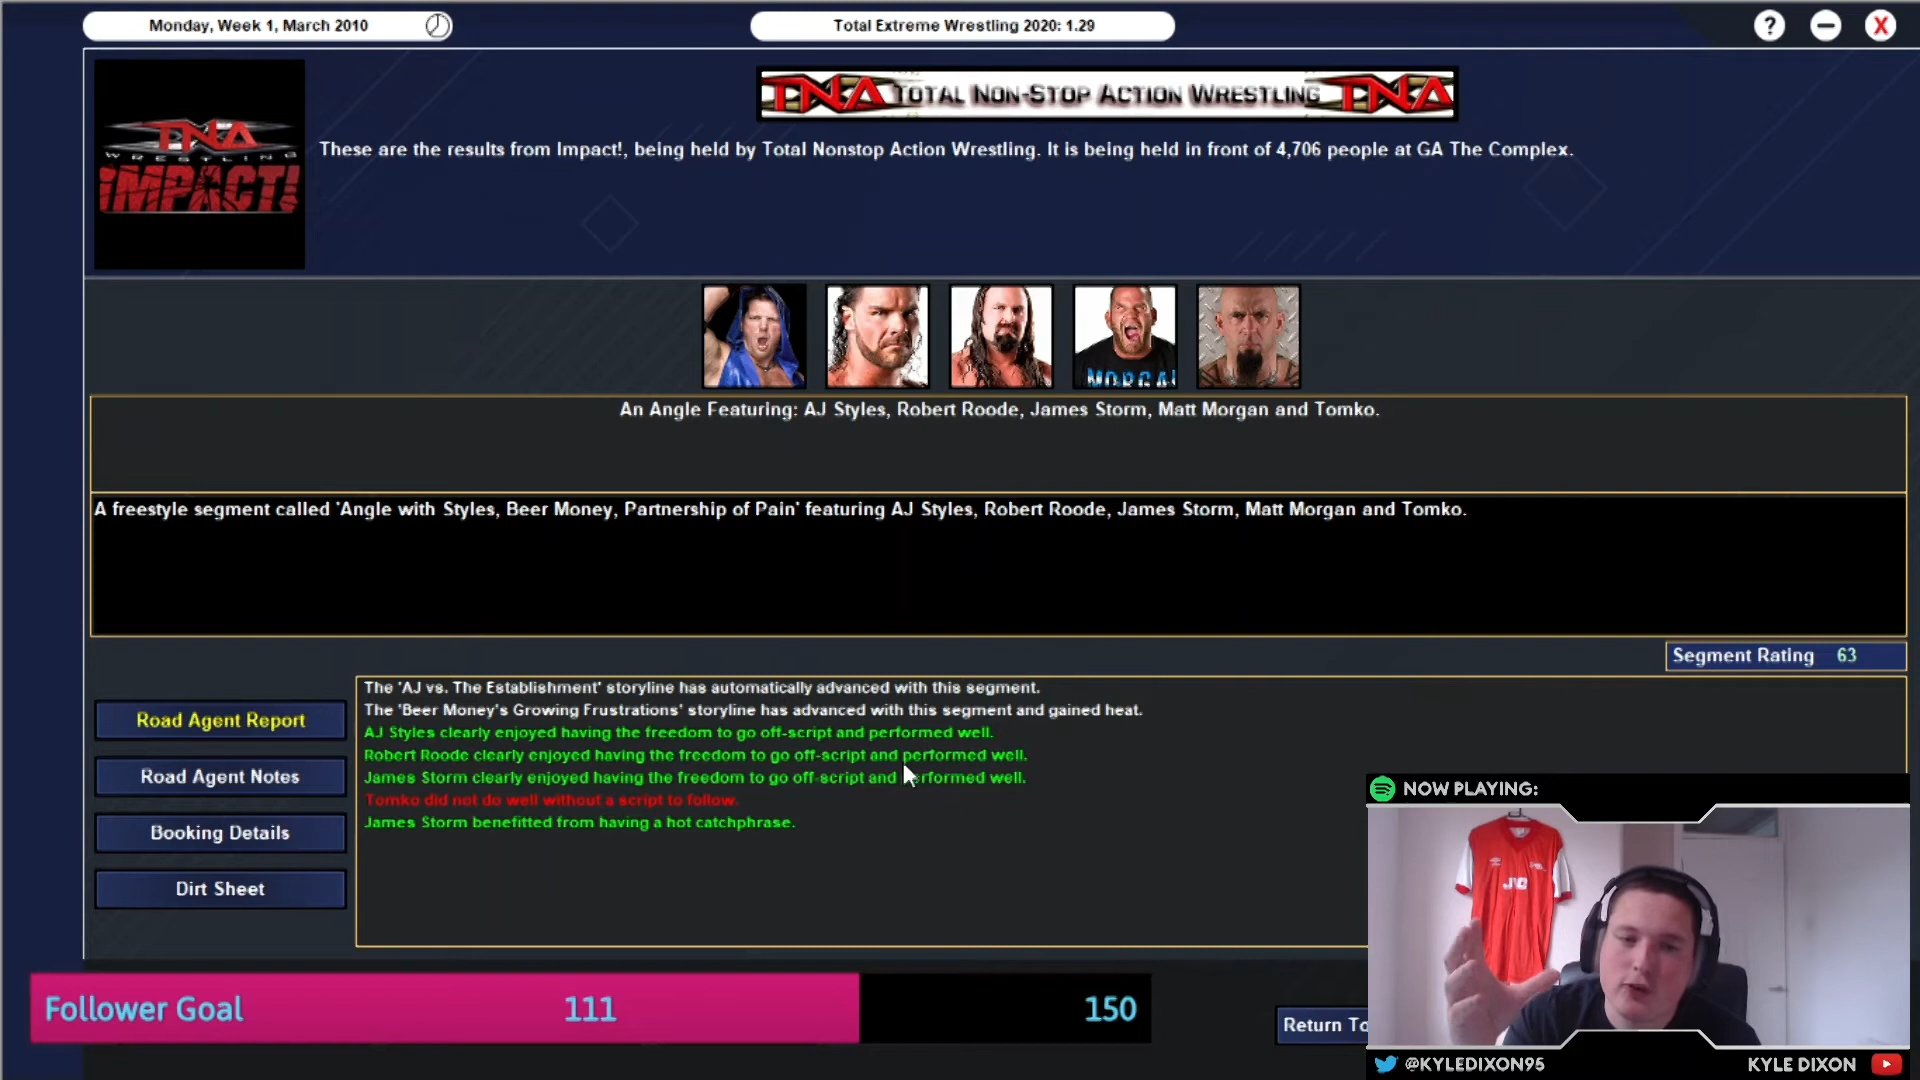 Monday, Week 1, March 2010
Total Extreme Wrestling 2020: 1.29
?
X
TNA TOTAL NON-STOP ACTION WRESTLING TNA
TNA
WRESTLING
iMPACT!
These are the results from Impact!, being held by Total Nonstop Action Wrestling. It is being held in front of 4,706 people at GA The Complex.
MORGA
An Angle Featuring: AJ Styles, Robert Roode, James Storm, Matt Morgan and Tomko.
A freestyle segment called 'Angle with Styles, Beer Money, Partnership of Pain' featuring AJ Styles, Robert Roode, James Storm, Matt Morgan and Tomko.
Segment Rating 63
Road Agent Report
Road Agent Notes
Booking Details
Dirt Sheet
The 'AJ vs. The Establishment' storyline has automatically advanced with this segment.
The 'Beer Money's Growing Frustrations' storyline has advanced with this segment and gained heat.
AJ Styles clearly enjoyed having the freedom to go off-script and performed well.
Robert Roode clearly enjoyed having the freedom to go off-script and performed well.
James Storm clearly enjoyed having the freedom to go off-script and performed well.
Tomko did not do well without a script to follow.
James Storm benefitted from having a hot catchphrase.
NOW PLAYING:
JVC
Follower Goal 111 150
Return To
@KYLEDIXON95 KYLE DIXON